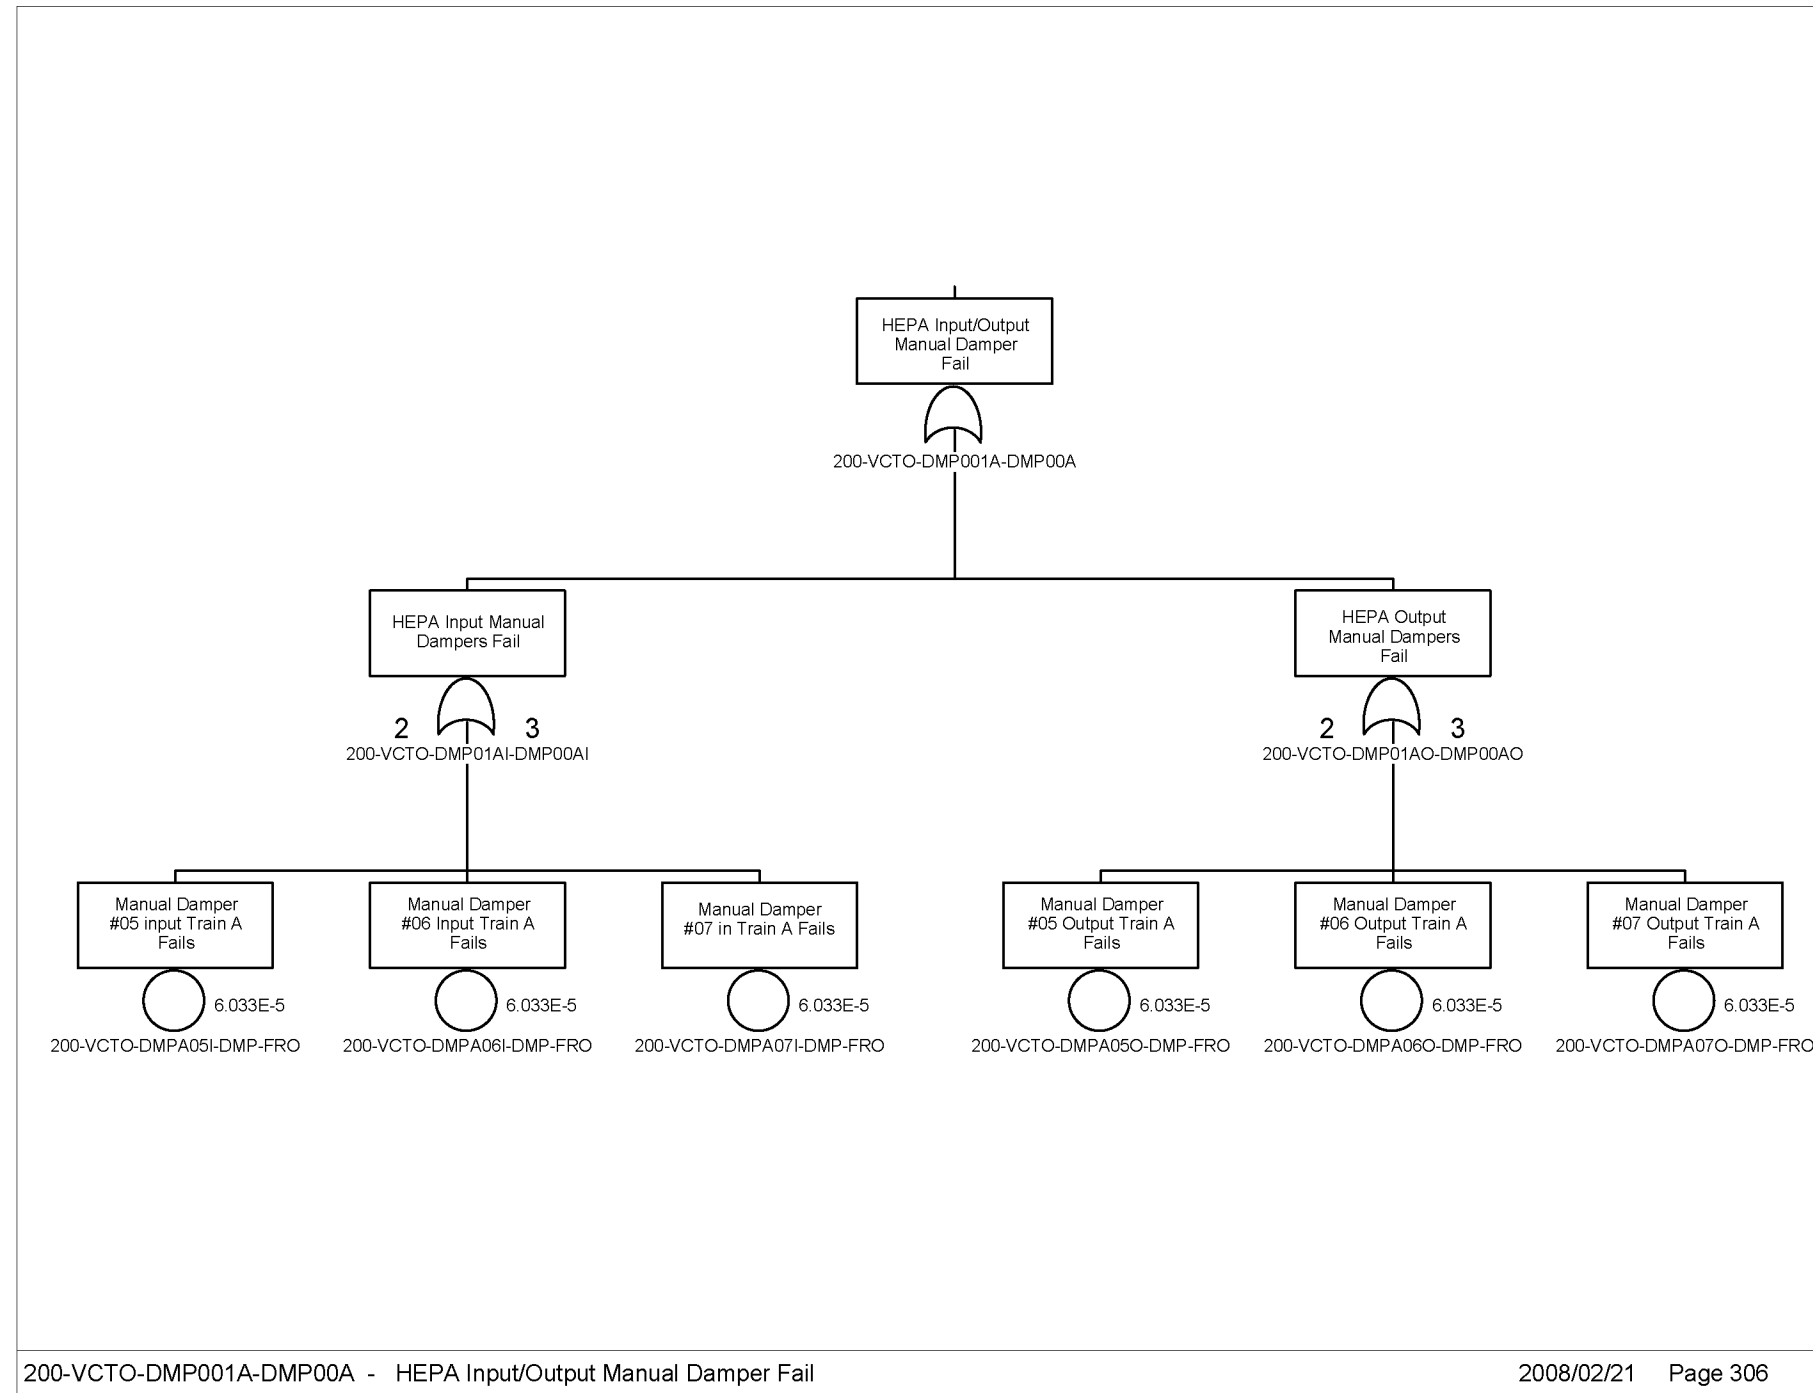 HEPA Input/Output
Manual Damper
Fail
200-VCTO-DMP001A-DMP00A
HEPA Input Manual
Dampers Fail
2 3
200-VCTO-DMP01AI-DMP00AI
HEPA Output
Manual Dampers
Fail
2 3
200-VCTO-DMP01AO-DMP00AO
Manual Damper
#05 input Train A
Fails
6.033E-5
200-VCTO-DMPA05I-DMP-FRO
Manual Damper
#06 Input Train A
Fails
6.033E-5
200-VCTO-DMPA06I-DMP-FRO
Manual Damper
#07 in Train A Fails
6.033E-5
200-VCTO-DMPA07I-DMP-FRO
Manual Damper
#05 Output Train A
Fails
6.033E-5
200-VCTO-DMPA05O-DMP-FRO
Manual Damper
#06 Output Train A
Fails
6.033E-5
200-VCTO-DMPA06O-DMP-FRO
Manual Damper
#07 Output Train A
Fails
6.033E-5
200-VCTO-DMPA07O-DMP-FRO
200-VCTO-DMP001A-DMP00A - HEPA Input/Output Manual Damper Fail
2008/02/21 Page 306